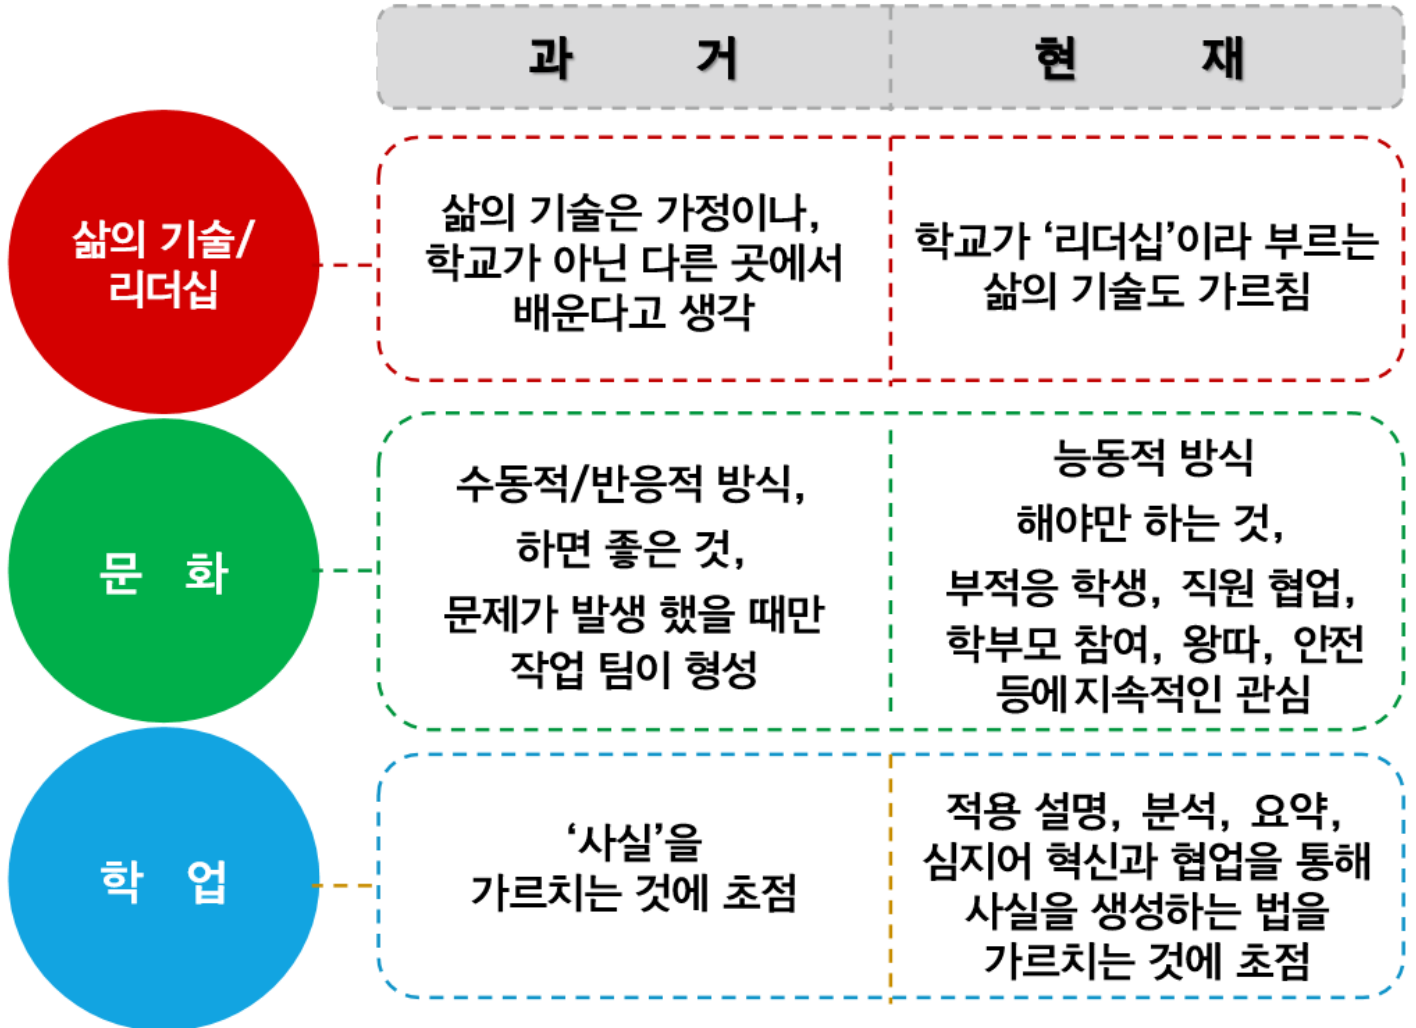 과 거
현 재
삶의 기술/
리더십
삶의 기술은 가정이나,
학교가 아닌 다른 곳에서
배운다고 생각
학교가 ‘리더십’이라 부르는
삶의 기술도 가르침
문 화
수동적/반응적 방식,
하면 좋은 것,
문제가 발생 했을 때만
작업 팀이 형성
능동적 방식
해야만 하는 것,
부적응 학생, 직원 협업,
학부모 참여, 왕따, 안전
등에 지속적인 관심
학 업
‘사실’을
가르치는 것에 초점
적용 설명, 분석, 요약,
심지어 혁신과 협업을 통해
사실을 생성하는 법을
가르치는 것에 초점